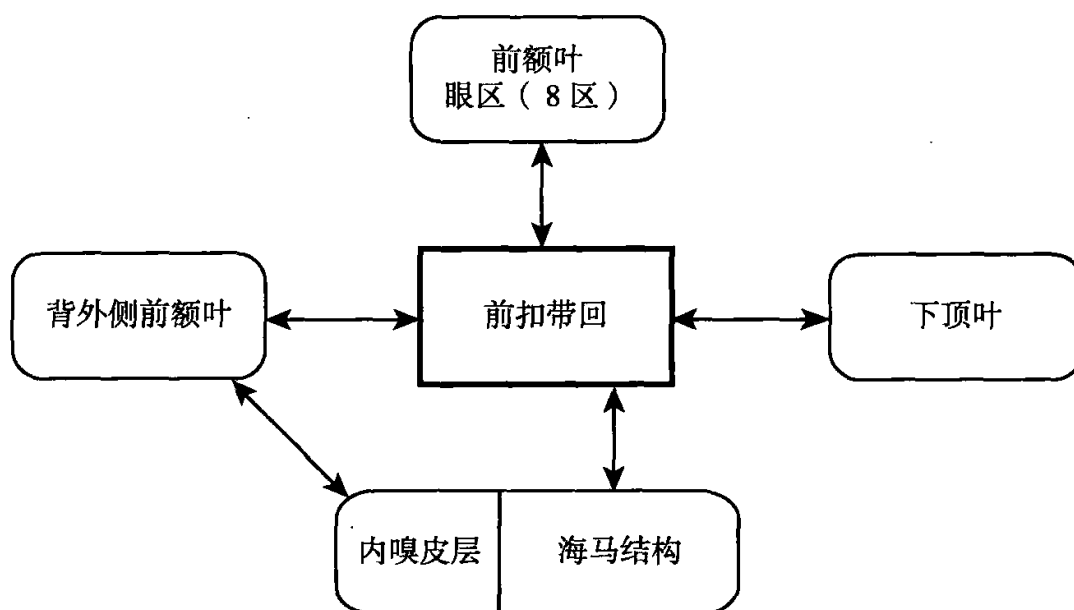 前额叶
眼区（8区）
背外侧前额叶
前扣带回
下顶叶
内嗅皮层
海马结构